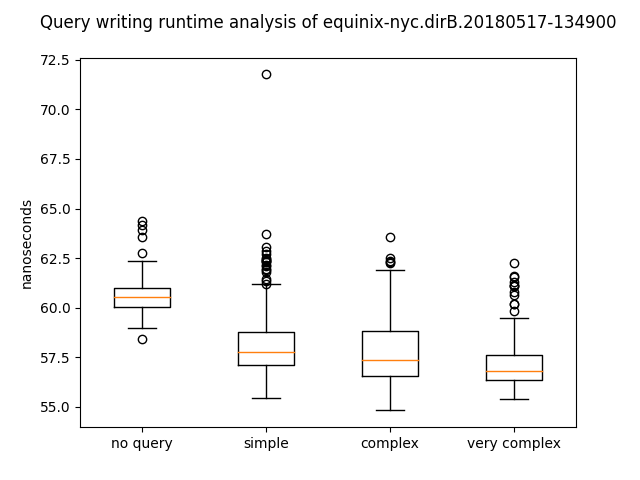 Query writing runtime analysis of equinix-nyc.dirB.20180517-134900
nanoseconds
72.5
70.0
67.5
65.0
62.5
60.0
57.5
55.0
no query simple complex very complex